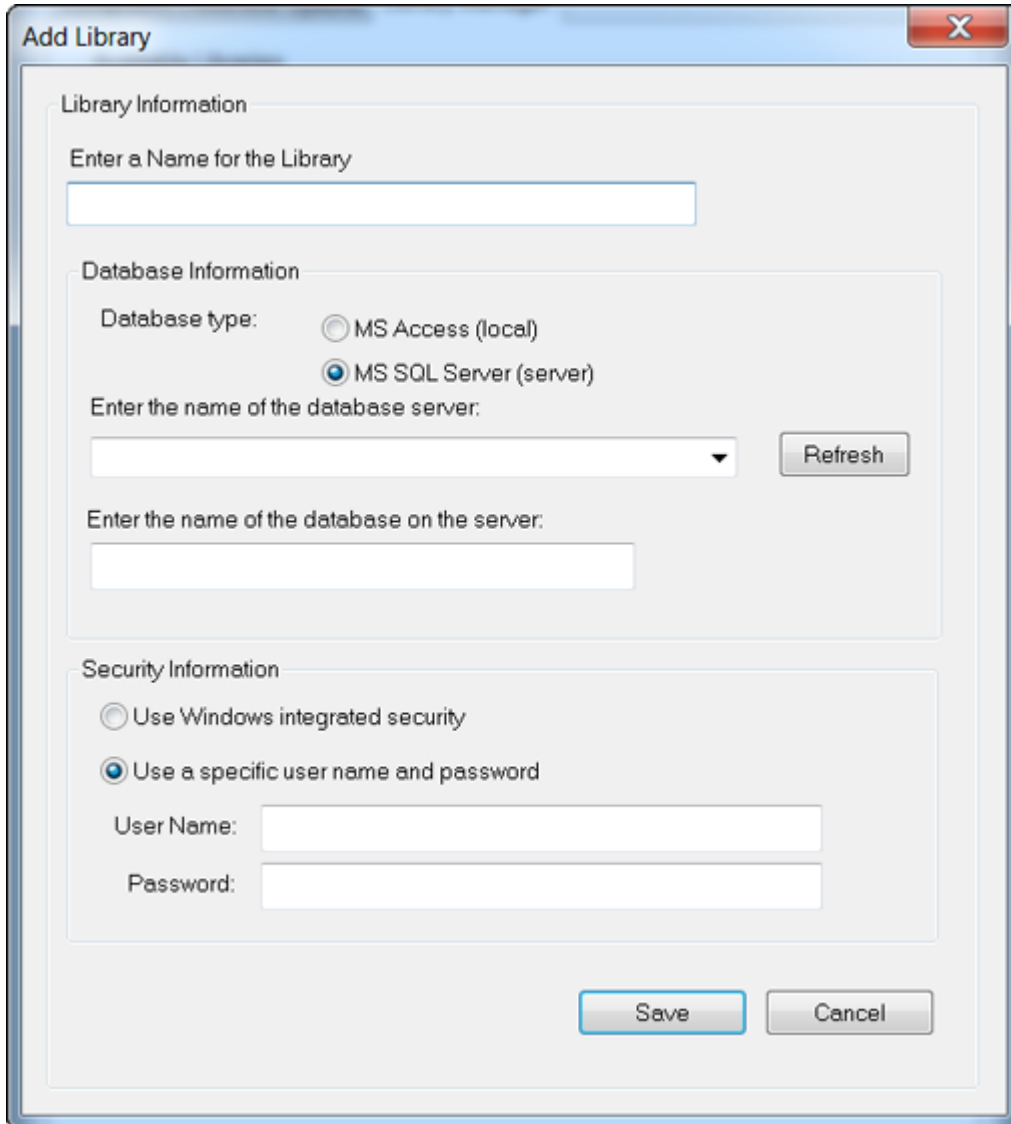 Add Library
Library Information
Enter a Name for the Library
Database Information
Database type:
MS Access (local)
MS SQL Server (server)
Enter the name of the database server:
Refresh
Enter the name of the database on the server:
Security Information
Use Windows integrated security
Use a specific user name and password
User Name:
Password:
Save
Cancel